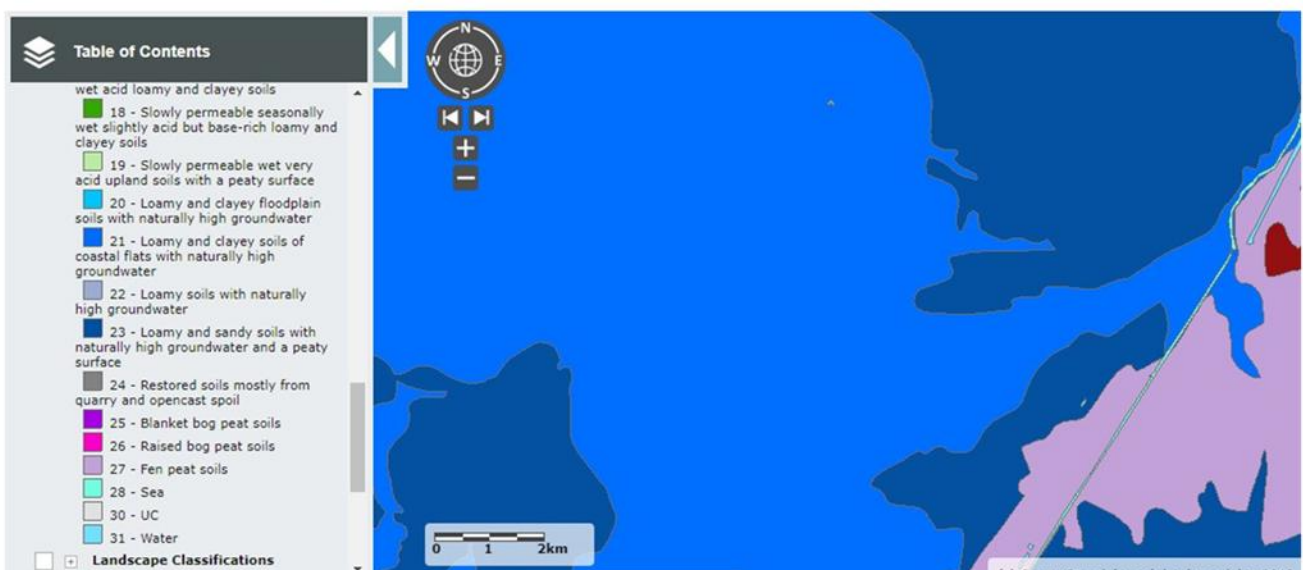 Table of Contents
wet acid loamy and clayey soils
18 - Slowly permeable seasonally
wet slightly acid but base-rich loamy and
clayey soils
19 - Slowly permeable wet very
acid upland soils with a peaty surface
20 - Loamy and clayey floodplain
soils with naturally high groundwater
21 - Loamy and clayey soils of
coastal flats with naturally high
groundwater
22 - Loamy soils with naturally
high groundwater
23 - Loamy and sandy soils with
naturally high groundwater and a peaty
surface
24 - Restored soils mostly from
quarry and opencast spoil
25 - Blanket bog peat soils
26 - Raised bog peat soils
27 - Fen peat soils
28 - Sea
30 - UC
31 - Water
Landscape Classifications
N
W E
S
0 1 2km